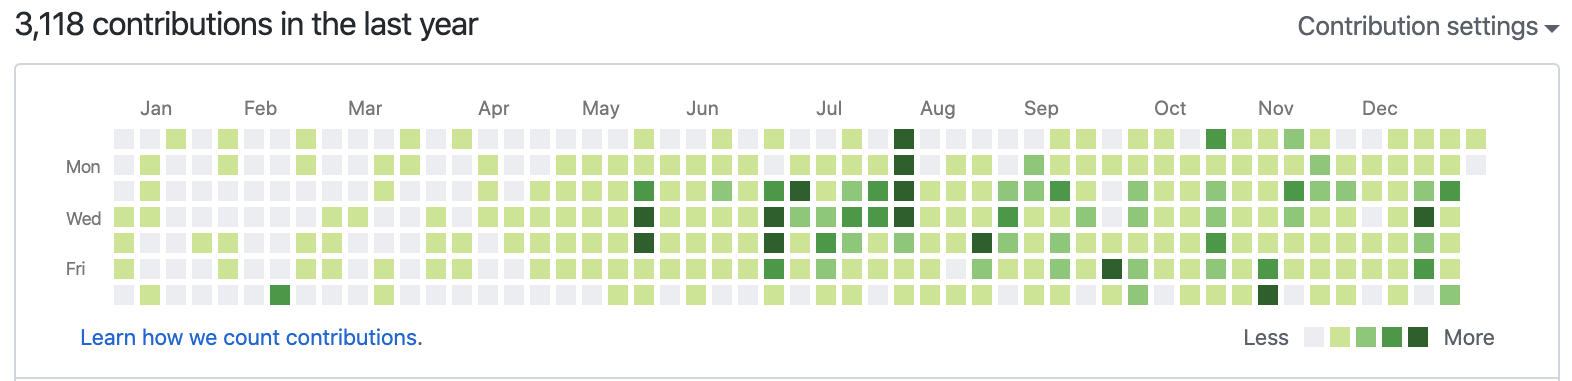 3,118 contributions in the last year
Contribution settings
Jan Feb Mar Apr May Jun Jul Aug Sep Oct Nov Dec
Mon
Wed
Fri
Learn how we count contributions.
Less More